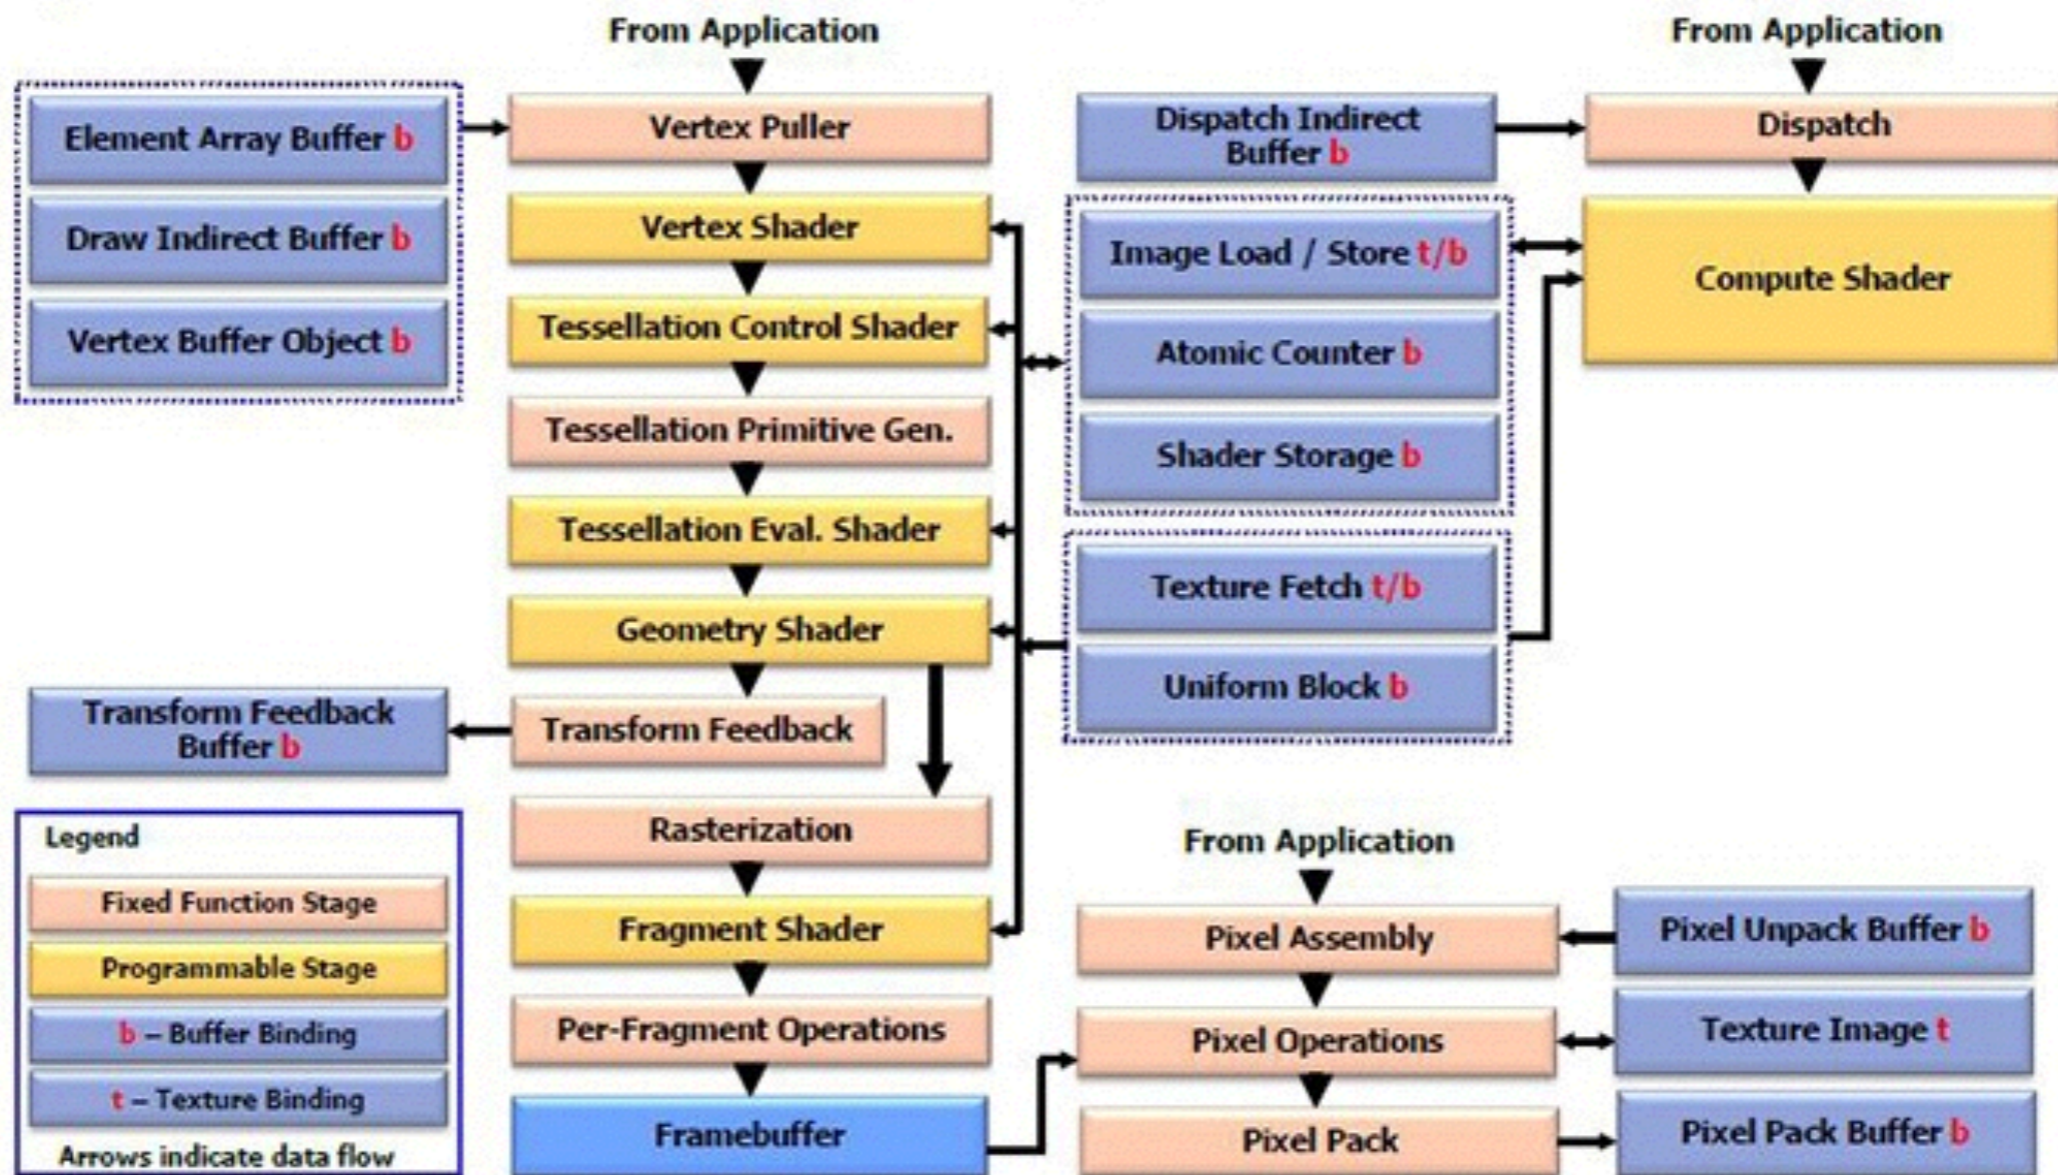 From Application
Element Array Buffer b
Draw Indirect Buffer b
Vertex Buffer Object b
Vertex Puller
Vertex Shader
Tessellation Control Shader
Tessellation Primitive Gen.
Tessellation Eval. Shader
Geometry Shader
Transform Feedback
Transform Feedback
Buffer b
Rasterization
Fragment Shader
Per-Fragment Operations
Framebuffer
Legend
Fixed Function Stage
Programmable Stage
b – Buffer Binding
t – Texture Binding
Arrows indicate data flow
From Application
Dispatch Indirect
Buffer b
Dispatch
Image Load / Store t/b
Atomic Counter b
Shader Storage b
Compute Shader
Texture Fetch t/b
Uniform Block b
From Application
Pixel Assembly
Pixel Unpack Buffer b
Pixel Operations
Texture Image t
Pixel Pack
Pixel Pack Buffer b